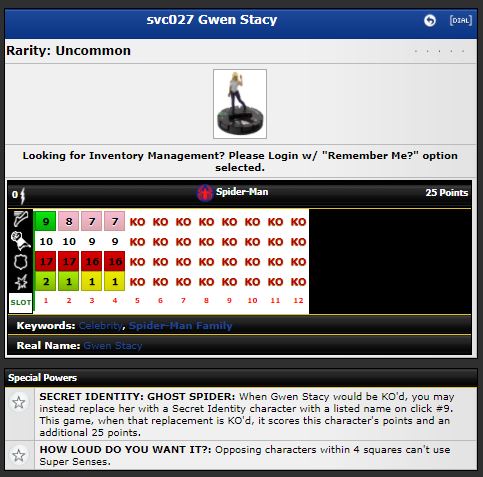 svc027 Gwen Stacy
[DIAL]
Rarity: Uncommon
Looking for Inventory Management? Please Login w/ "Remember Me?" option
selected.
0 Spider-Man 25 Points
9 8 7 7 KO KO KO KO KO KO KO KO
10 10 9 9 KO KO KO KO KO KO KO KO
17 17 16 16 KO KO KO KO KO KO KO KO
2 1 1 1 KO KO KO KO KO KO KO KO
SLOT 1 2 3 4 5 6 7 8 9 10 11 12
Keywords: Celebrity, Spider-Man Family
Real Name: Gwen Stacy
Special Powers
SECRET IDENTITY: GHOST SPIDER: When Gwen Stacy would be KO'd, you may
instead replace her with a Secret Identity character with a listed name on click #9.
This game, when that replacement is KO'd, it scores this character's points and an
additional 25 points.
HOW LOUD DO YOU WANT IT?: Opposing characters within 4 squares can't use
Super Senses.